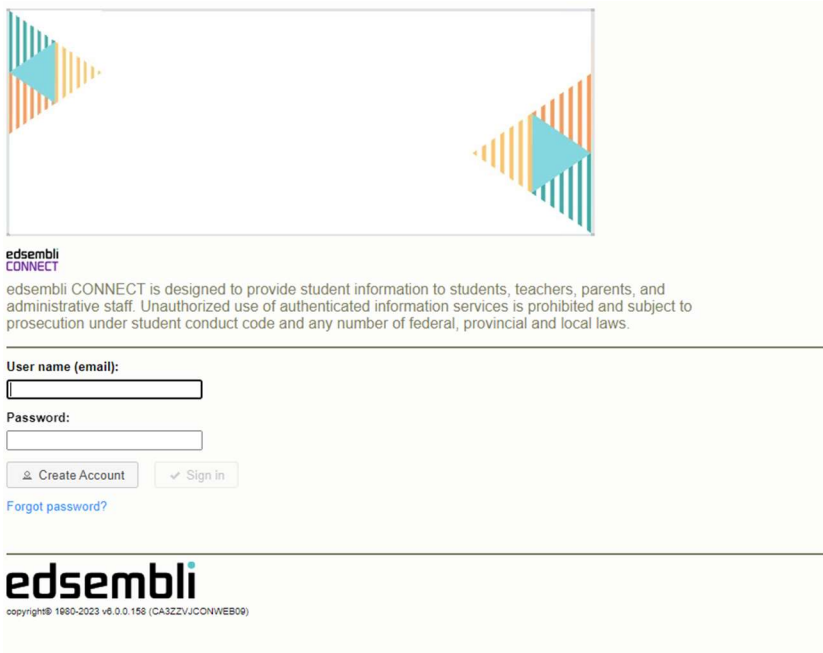 edsembli
CONNECT
edsembli CONNECT is designed to provide student information to students, teachers, parents, and
administrative staff. Unauthorized use of authenticated information services is prohibited and subject to
prosecution under student conduct code and any number of federal, provincial and local laws.
User name (email):
Password:
Create Account
Sign in
Forgot password?
edsembli
copyright® 1980-2023 v6.0.0.158 (CA3ZZVJCONWEB09)